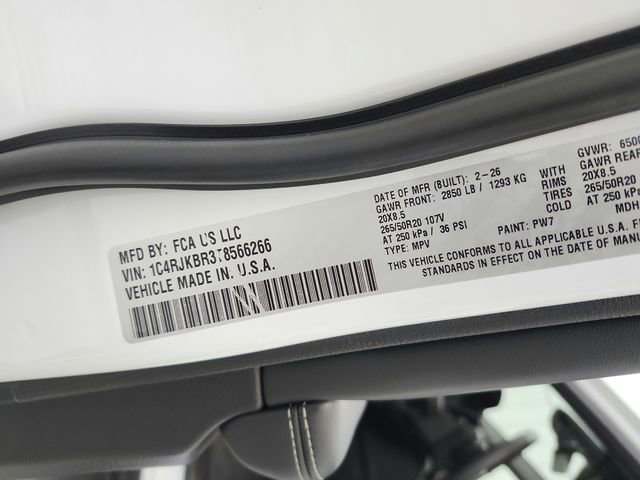 MFD BY: FCA US LLC
VIN: 1C4RJKBR3T8566266
VEHICLE MADE IN U.S.A.
DATE OF MFR (BUILT): 2-26
GAWR FRONT: 2850 LB / 1293 KG WITH
20X8.5 RIMS
265/50R20 107V TIRES
AT 250 kPa / 36 PSI COLD
TYPE: MPV PAINT: PW7
GVWR:
GAWR REAR
20X8.5
265/50R20
AT 250 kPa
MDH
THIS VEHICLE CONFORMS TO ALL APPLICABLE U.S.A.
STANDARDS IN EFFECT ON THE DATE OF MAN